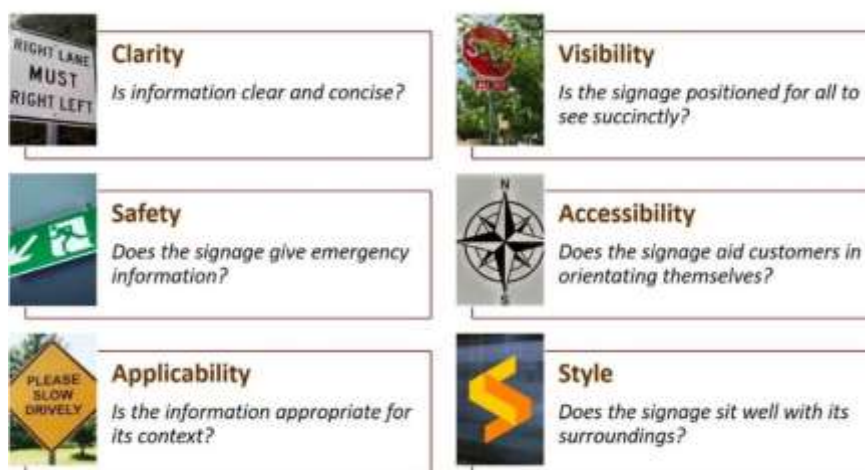 RIGHT LANE
MUST
RIGHT LEFT
Clarity
Is information clear and concise?
Visibility
Is the signage positioned for all to
see succinctly?
Safety
Does the signage give emergency
information?
N
S
Accessibility
Does the signage aid customers in
orientating themselves?
PLEASE
SLOW
DRIVELY
Applicability
Is the information appropriate for
its context?
Style
Does the signage sit well with its
surroundings?